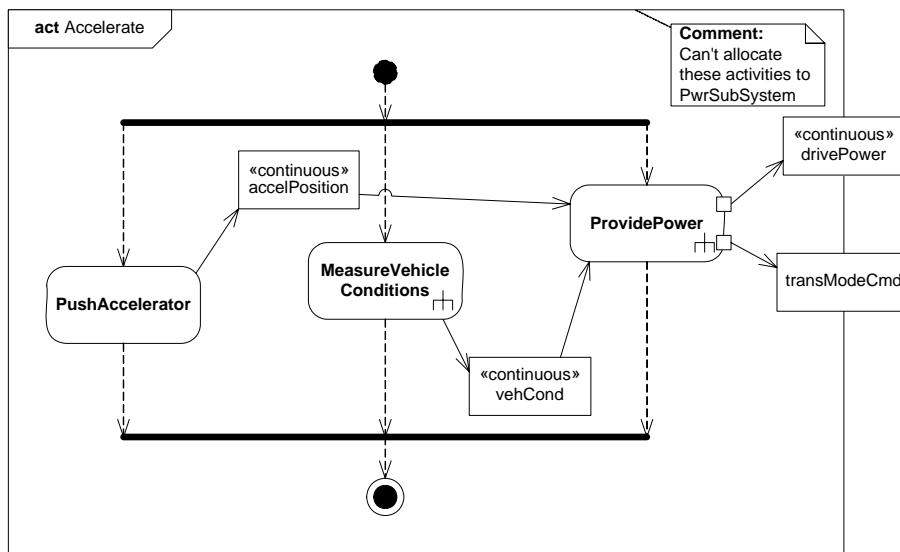 act Accelerate
Comment:
Can't allocate
these activities to
PwrSubSystem
«continuous»
drivePower
«continuous»
accelPosition
ProvidePower
MeasureVehicle
Conditions
PushAccelerator
transModeCmd
«continuous»
vehCond